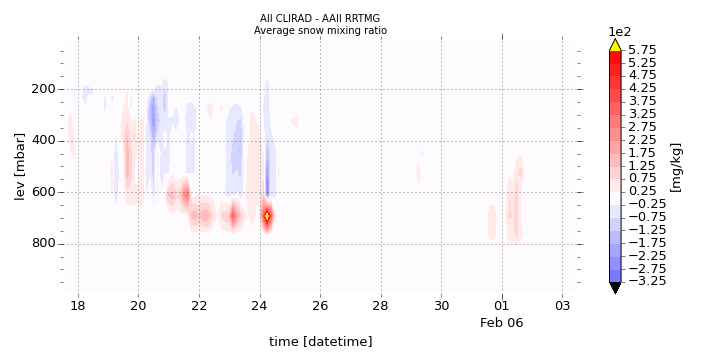 All CLIRAD - AAll RRTMG
Average snow mixing ratio
1e2
5.75
5.25
4.75
4.25
3.75
3.25
2.75
2.25
1.75
1.25
0.75
0.25
−0.25
−0.75
−1.25
−1.75
−2.25
−2.75
−3.25
[mg/kg]
lev [mbar]
200
400
600
800
18 20 22 24 26 28 30 01 03
Feb 06
time [datetime]